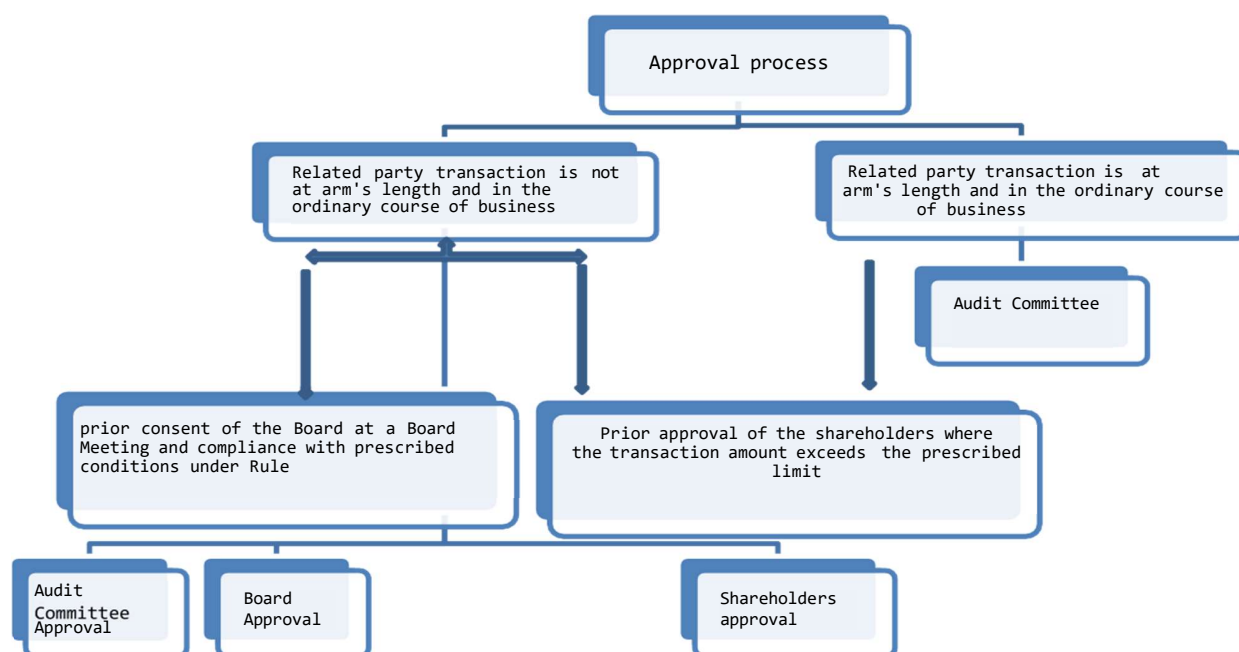 Approval process
Related party transaction is not
at arm's length and in the
ordinary course of business
Related party transaction is at
arm's length and in the ordinary course
of business
Audit Committee
prior consent of the Board at a Board
Meeting and compliance with prescribed
conditions under Rule
Prior approval of the shareholders where
the transaction amount exceeds the prescribed
limit
Audit
Committee
Approval
Board
Approval
Shareholders
approval